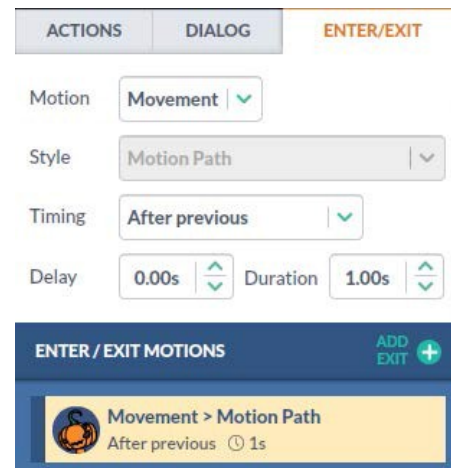 ACTIONS DIALOG ENTER/EXIT
Motion Movement
Style Motion Path
Timing After previous
Delay 0.00s Duration 1.00s
ENTER / EXIT MOTIONS ADD EXIT
Movement > Motion Path
After previous 1s